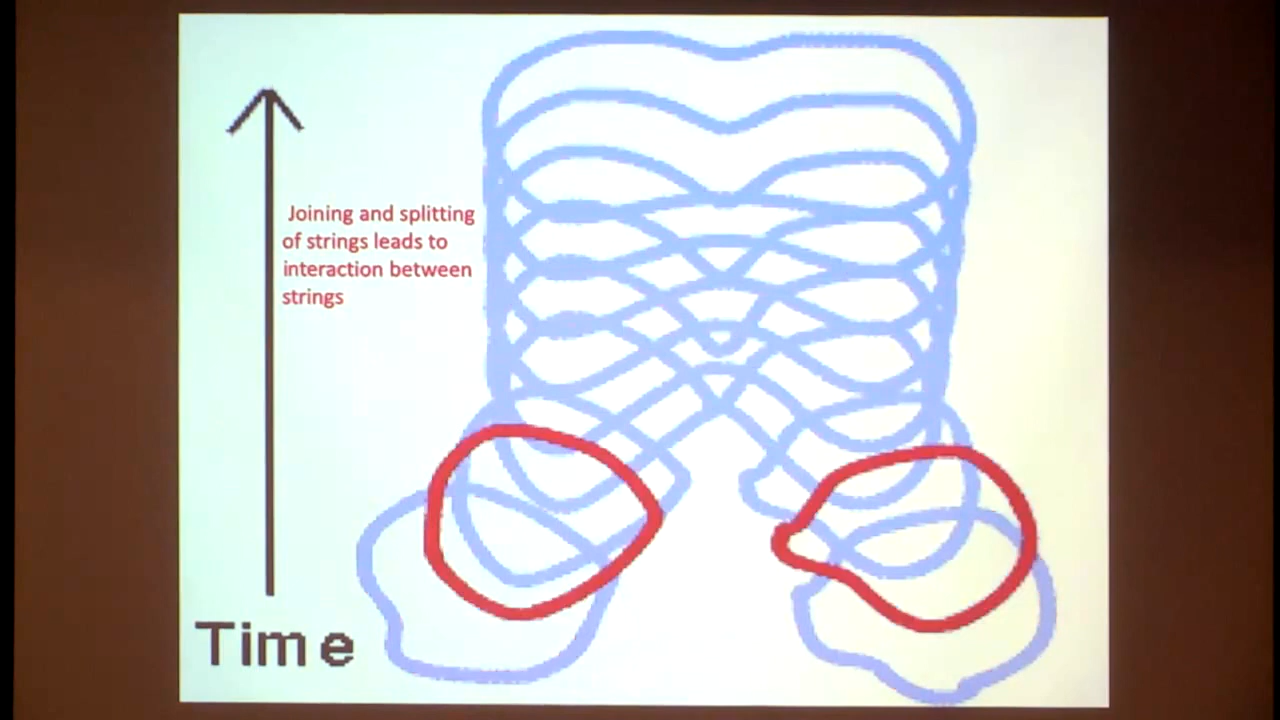 Joining and splitting
of strings leads to
interaction between
strings
Time